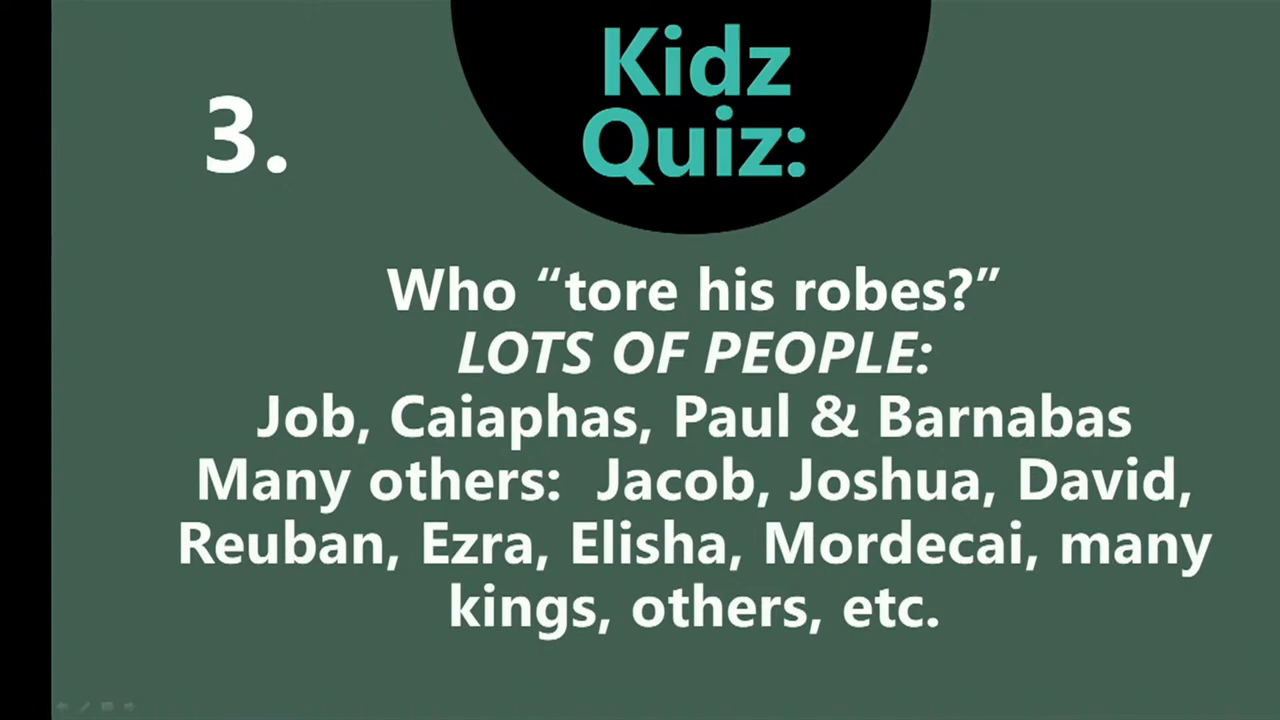 Kidz
Quiz:
3.
Who “tore his robes?”
LOTS OF PEOPLE:
Job, Caiaphas, Paul & Barnabas
Many others:  Jacob, Joshua, David,
Reuban, Ezra, Elisha, Mordecai, many
kings, others, etc.